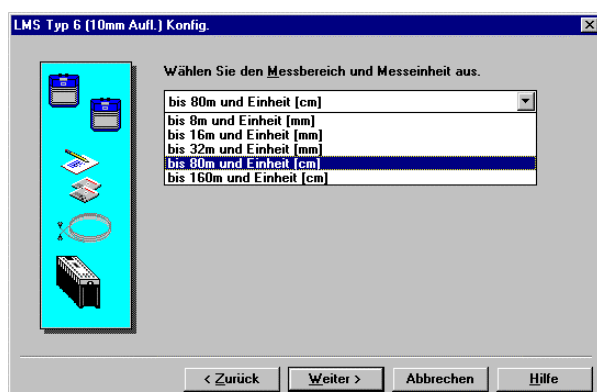 LMS Typ 6 (10mm Aufl.) Konfig.
Wählen Sie den Messbereich und Messeinheit aus.
bis 80m und Einheit [cm]
bis 8m und Einheit [mm]
bis 16m und Einheit [mm]
bis 32m und Einheit [mm]
bis 80m und Einheit [cm]
bis 160m und Einheit [cm]
< Zurück
Weiter >
Abbrechen
Hilfe